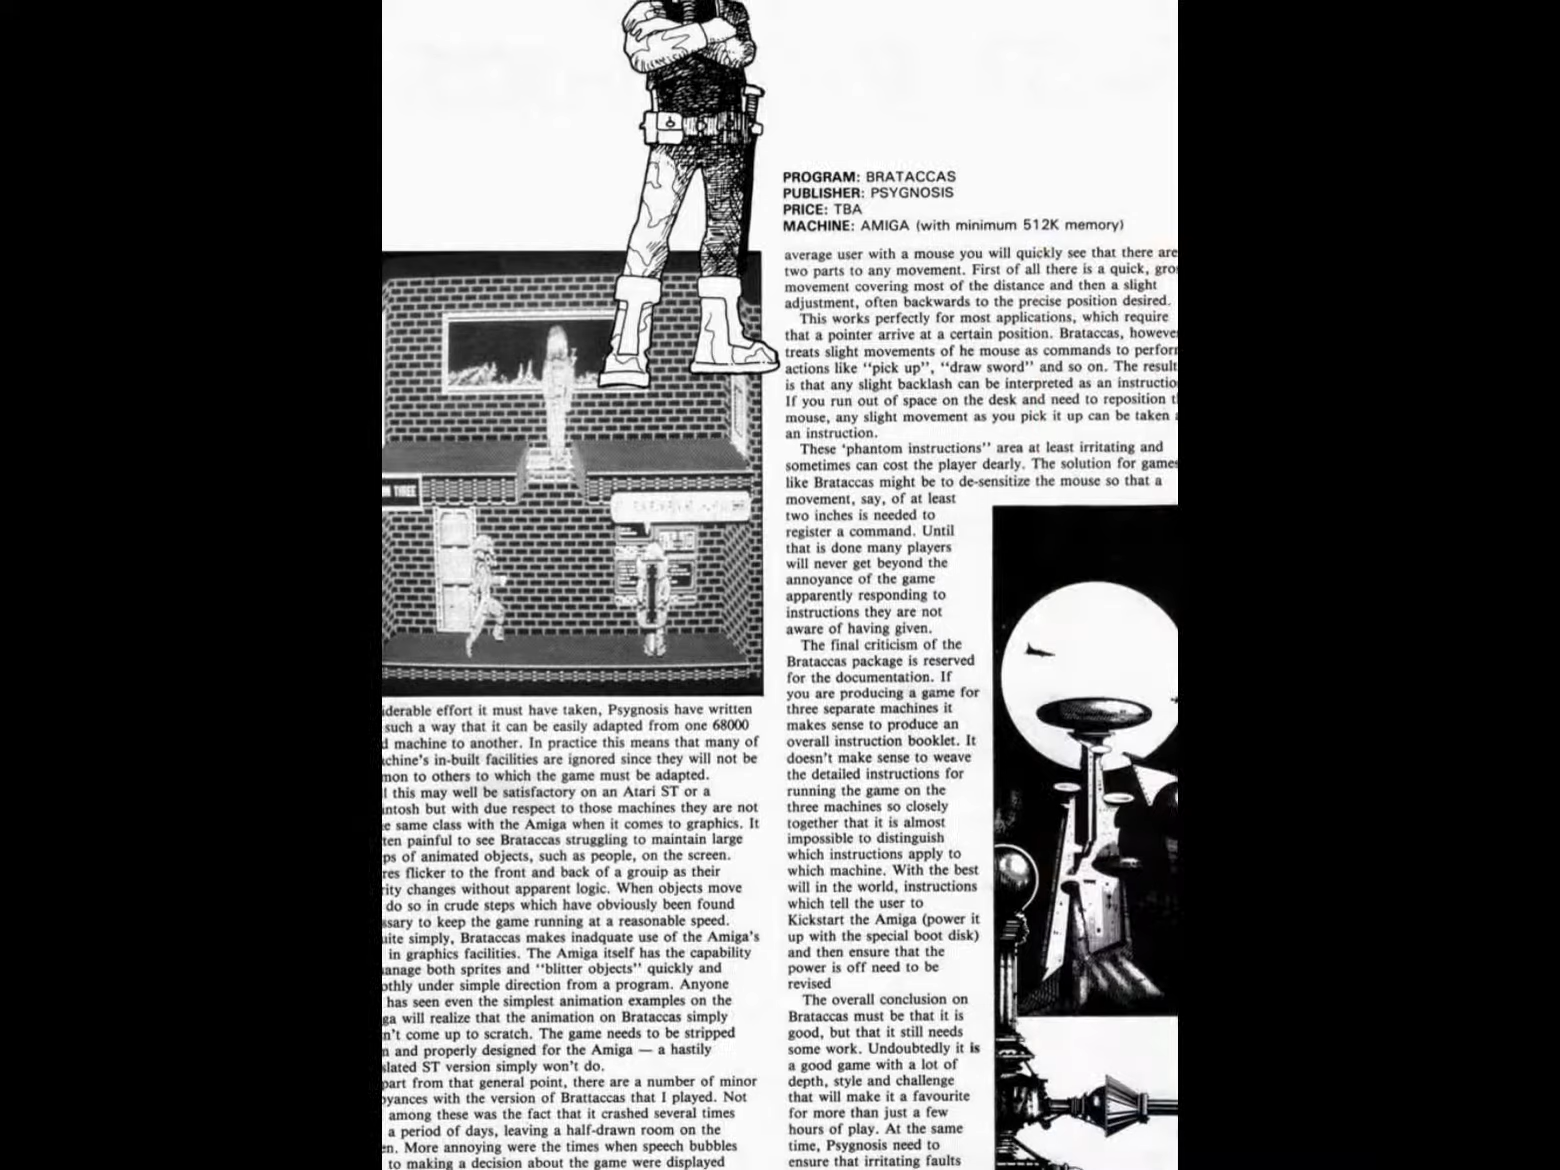 PROGRAM: BRATACCAS
PUBLISHER: PSYGNOSIS
PRICE: TBA
MACHINE: AMIGA (with minimum 512K memory)
THREE
iderable effort it must have taken, Psygnosis have written
such a way that it can be easily adapted from one 68000
d machine to another. In practice this means that many of
chine's in-built facilities are ignored since they will not be
mon to others to which the game must be adapted.
l this may well be satisfactory on an Atari ST or a
intosh but with due respect to those machines they are not
e same class with the Amiga when it comes to graphics. It
ten painful to see Brataccas struggling to maintain large
ps of animated objects, such as people, on the screen.
res flicker to the front and back of a grouip as their
rity changes without apparent logic. When objects move
do so in crude steps which have obviously been found
ssary to keep the game running at a reasonable speed.
uite simply, Brataccas makes inadquate use of the Amiga's
in graphics facilities. The Amiga itself has the capability
anage both sprites and "blitter objects" quickly and
othly under simple direction from a program. Anyone
has seen even the simplest animation examples on the
ga will realize that the animation on Brataccas simply
n't come up to scratch. The game needs to be stripped
n and properly designed for the Amiga — a hastily
slated ST version simply won't do.
part from that general point, there are a number of minor
oyances with the version of Brattaccas that I played. Not
among these was the fact that it crashed several times
a period of days, leaving a half-drawn room on the
en. More annoying were the times when speech bubbles
to making a decision about the game were displayed
average user with a mouse you will quickly see that there are
two parts to any movement. First of all there is a quick, gro
movement covering most of the distance and then a slight
adjustment, often backwards to the precise position desired.
This works perfectly for most applications, which require
that a pointer arrive at a certain position. Brataccas, howeve
treats slight movements of he mouse as commands to perfor
actions like "pick up", "draw sword" and so on. The result
is that any slight backlash can be interpreted as an instructio
If you run out of space on the desk and need to reposition t
mouse, any slight movement as you pick it up can be taken
an instruction.
These 'phantom instructions" area at least irritating and
sometimes can cost the player dearly. The solution for games
like Brataccas might be to de-sensitize the mouse so that a
movement, say, of at least
two inches is needed to
register a command. Until
that is done many players
will never get beyond the
annoyance of the game
apparently responding to
instructions they are not
aware of having given.
The final criticism of the
Brataccas package is reserved
for the documentation. If
you are producing a game for
three separate machines it
makes sense to produce an
overall instruction booklet. It
doesn't make sense to weave
the detailed instructions for
running the game on the
three machines so closely
together that it is almost
impossible to distinguish
which instructions apply to
which machine. With the best
will in the world, instructions
which tell the user to
Kickstart the Amiga (power it
up with the special boot disk)
and then ensure that the
power is off need to be
revised
The overall conclusion on
Brataccas must be that it is
good, but that it still needs
some work. Undoubtedly it is
a good game with a lot of
depth, style and challenge
that will make it a favourite
for more than just a few
hours of play. At the same
time, Psygnosis need to
ensure that irritating faults